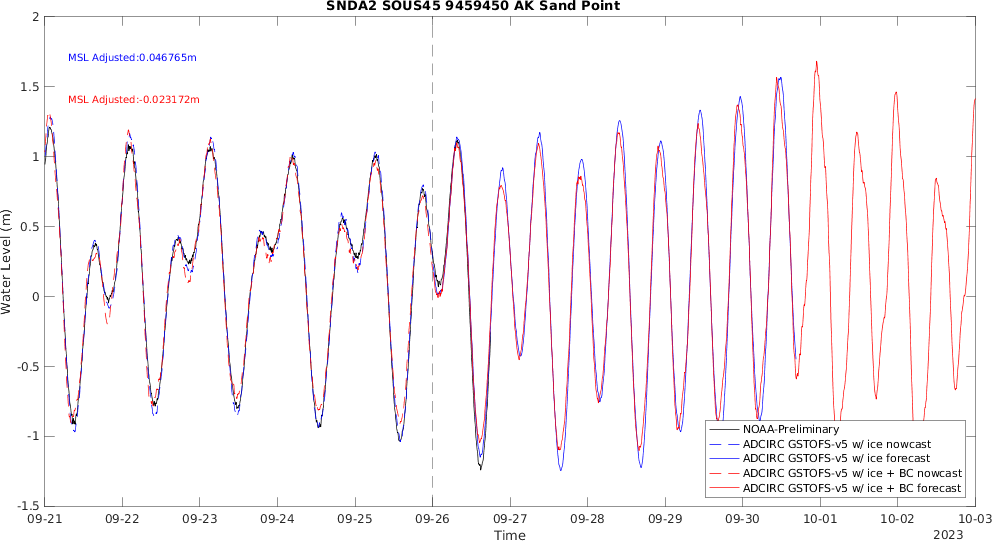 SNDA2 SOUS45 9459450 AK Sand Point
2
MSL Adjusted:0.046765m
1.5
MSL Adjusted:-0.023172m
1
0.5
Water Level (m)
0
-0.5
NOAA-Preliminary
-1
ADCIRC GSTOFS-v5 w/ ice nowcast
ADCIRC GSTOFS-v5 w/ ice forecast
ADCIRC GSTOFS-v5 w/ ice + BC nowcast
ADCIRC GSTOFS-v5 w/ ice + BC forecast
-1.5
09-21 09-22 09-23 09-24 09-25 09-26 09-27 09-28 09-29 09-30 10-01 10-02 10-03
Time
2023